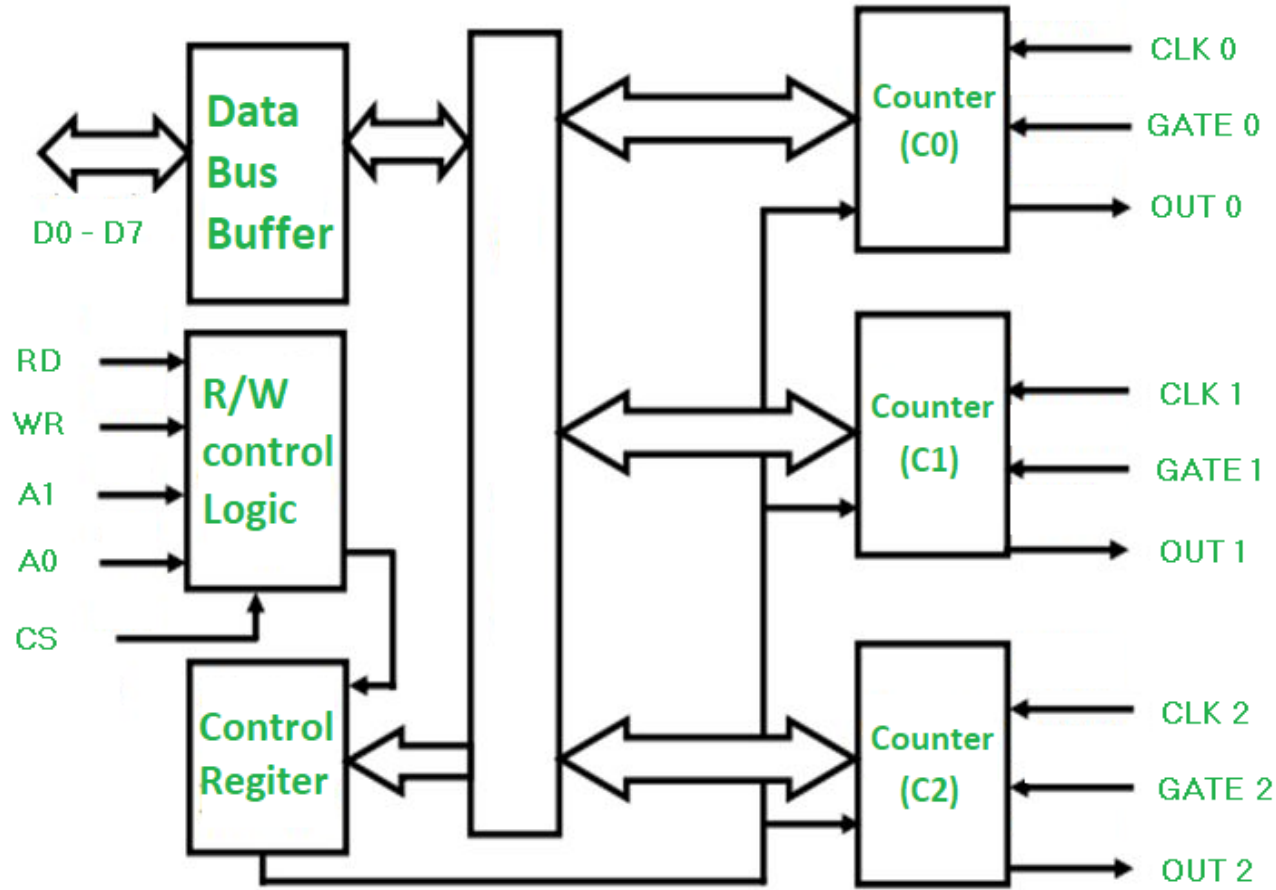 Data
Bus
Buffer
D0 - D7
RD
WR
A1
A0
CS
R/W
control
Logic
Control
Regiter
Counter
(C0)
CLK 0
GATE 0
OUT 0
Counter
(C1)
CLK 1
GATE 1
OUT 1
Counter
(C2)
CLK 2
GATE 2
OUT 2